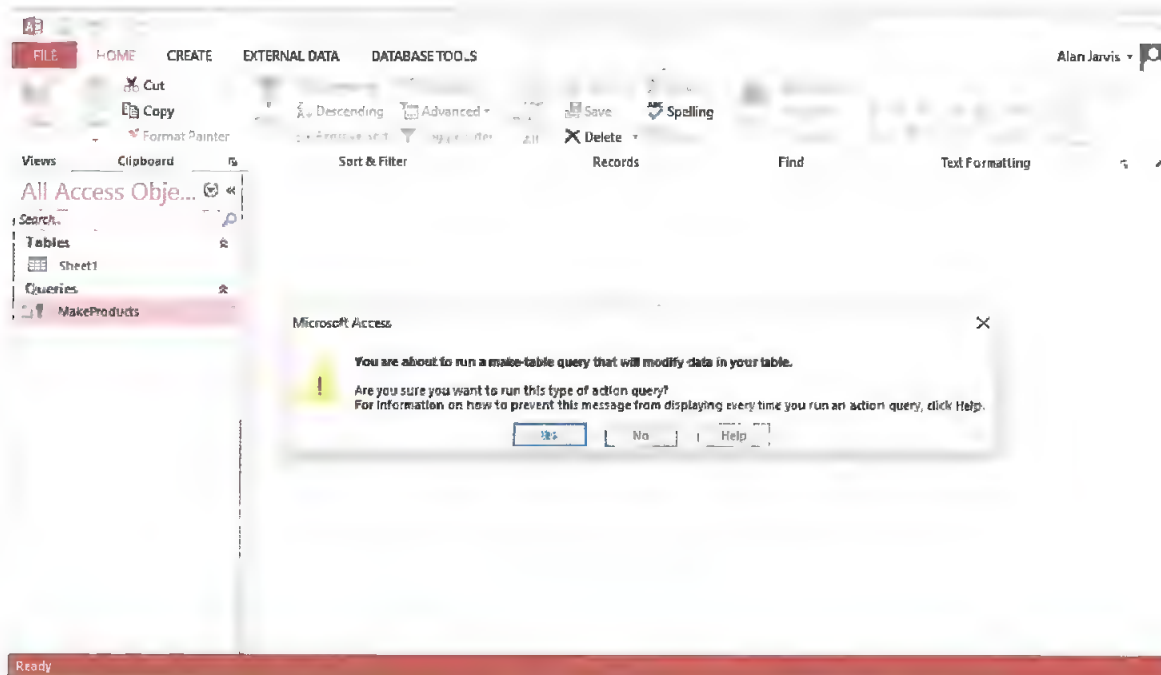 FILE HOME CREATE EXTERNAL DATA DATABASE TOOLS Alan Jarvis
Cut
Copy
Format Painter
Descending Advanced
Save Spelling
Delete
Views Clipboard Sort & Filter Records Find Text Formatting
All Access Obje...
Search..
Tables
Sheet1
Queries
MakeProducts
Microsoft Access
You are about to run a make-table query that will modify data in your table.
Are you sure you want to run this type of action query?
For information on how to prevent this message from displaying every time you run an action query, click Help.
Yes No Help
Ready